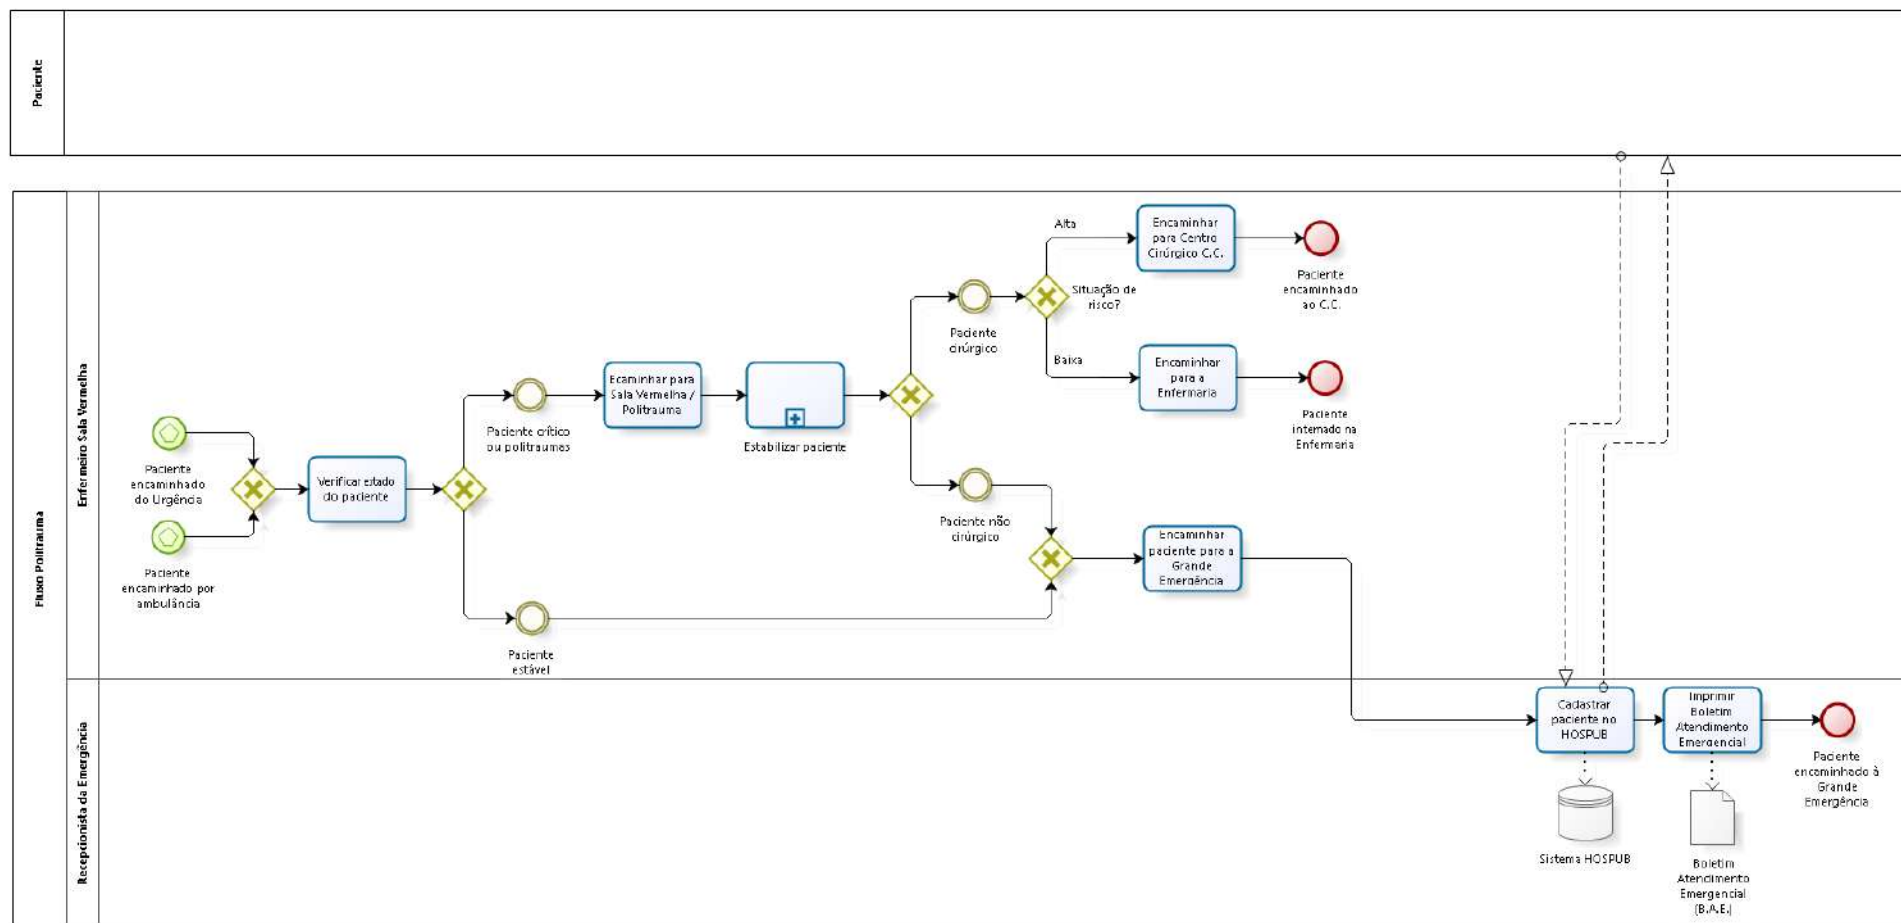 Paciente
Fluxo Politrauma
Enfermeiro Sala Vermelha
Recepcionista da Emergência
Paciente
encaminhado
do Urgência
Paciente
encaminhado por
ambulância
Verificar estado
do paciente
Paciente crítico
ou politraumas
Paciente
estável
Ecaminhar para
Sala Vermelha /
Politrauma
Estabilizar paciente
Paciente
cirúrgico
Paciente não
cirúrgico
Situação de
risco?
Alta
Baixa
Encaminhar
para Centro
Cirúrgico C.C.
Paciente
encaminhado
ao C.C.
Encaminhar
para a
Enfermaria
Paciente
internado na
Enfermaria
Encaminhar
paciente para a
Grande
Emergência
Cadastrar
paciente no
HOSPUB
Sistema HOSPUB
Imprimir
Boletim
Atendimento
Emergencial
Boletim
Atendimento
Emergencial
(B.A.E.)
Paciente
encaminhado à
Grande
Emergência